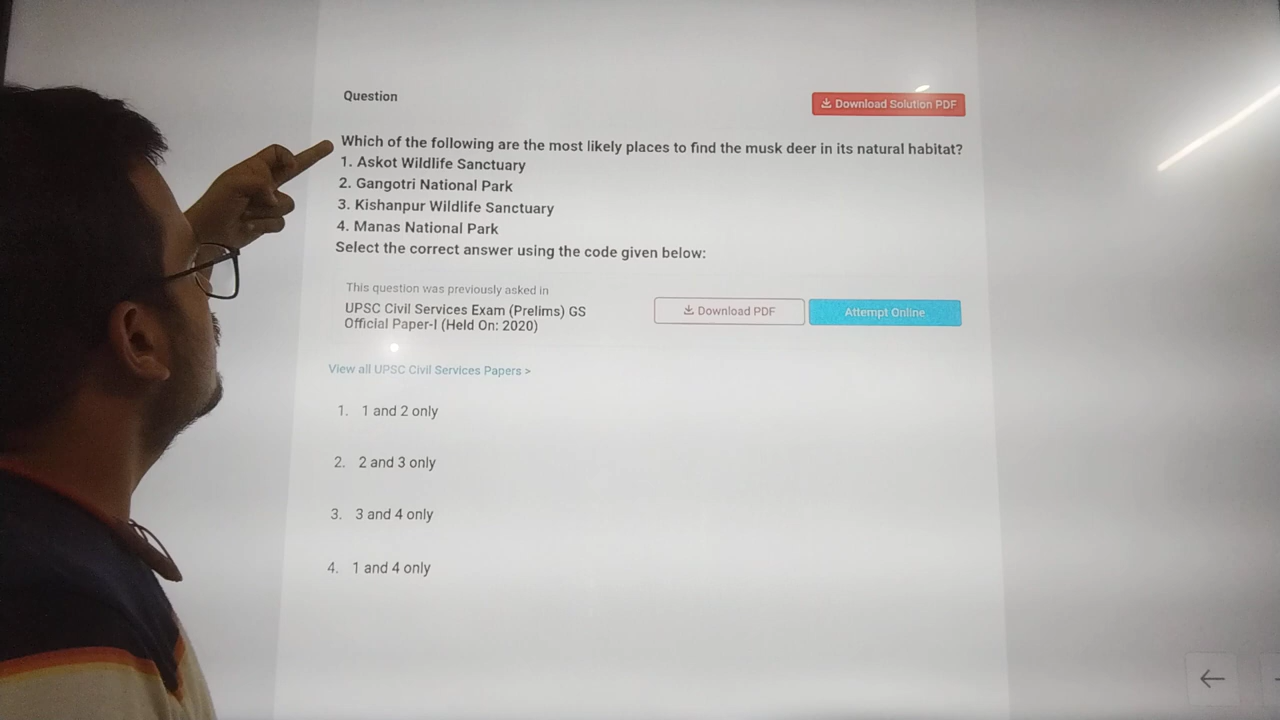 Question
Download Solution PDF
Which of the following are the most likely places to find the musk deer in its natural habitat?
1. Askot Wildlife Sanctuary
2. Gangotri National Park
3. Kishanpur Wildlife Sanctuary
4. Manas National Park
Select the correct answer using the code given below:
This question was previously asked in
UPSC Civil Services Exam (Prelims) GS
Official Paper-I (Held On: 2020)
Download PDF
Attempt Online
View all UPSC Civil Services Papers >
1. 1 and 2 only
2. 2 and 3 only
3. 3 and 4 only
4. 1 and 4 only